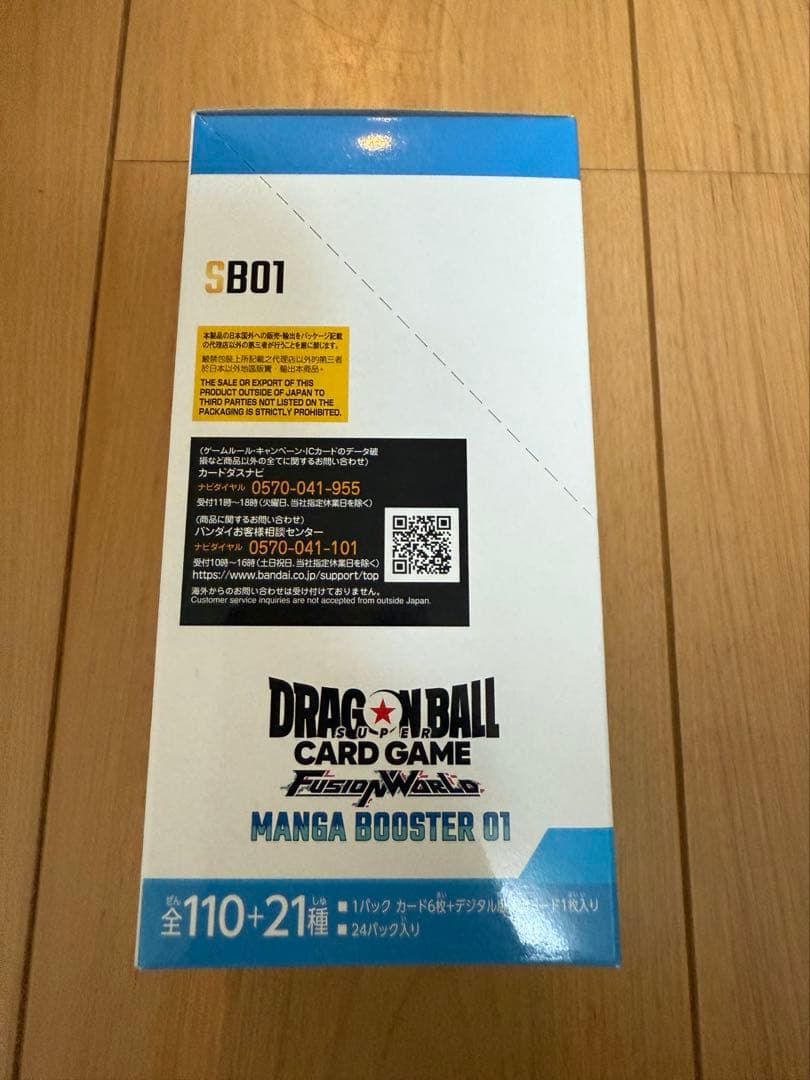 SB01
本製品の日本国外への販売・輸出をパッケージ記載
の代理店以外の第三者が行うことを厳に禁じます。
嚴禁包裝上所記載之代理店以外的第三者
於日本以外地區販賣・輸出本商品。
THE SALE OR EXPORT OF THIS
PRODUCT OUTSIDE OF JAPAN TO
THIRD PARTIES NOT LISTED ON THE
PACKAGING IS STRICTLY PROHIBITED.
(ゲームルール・キャンペーン・ICカードのデータ破
損など商品以外の全てに関するお問い合わせ)
カードダスナビ
ナビダイヤル 0570-041-955
受付11時〜18時(火曜日、当社指定休業日を除く)
(商品に関するお問い合わせ)
バンダイお客様相談センター
ナビダイヤル 0570-041-101
受付10時〜16時(土日祝日、当社指定休業日を除く)
https://www.bandai.co.jp/support/top
海外からのお問い合わせは受け付けておりません。
Customer service inquiries are not accepted from outside Japan.
DRAGON BALL
SUPER
CARD GAME
FUSION WORLD
MANGA BOOSTER 01
全110+21種
■ 1パック カード6枚+デジタル ード1枚入り
■ 24パック入り